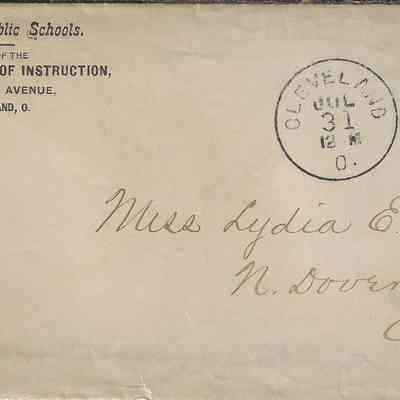 blic Schools.
OF THE
OF INSTRUCTION,
AVENUE,
AND, O.
CLEVELAND
JUL
31
12 M
O.
Miss Lydia E.
N. Dover